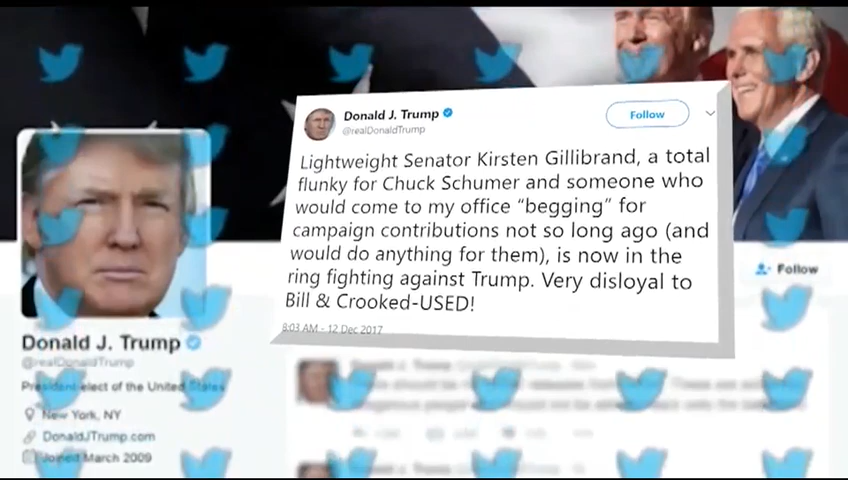 Donald J. Trump
@realDonaldTrump
Follow
Lightweight Senator Kirsten Gillibrand, a total
flunky for Chuck Schumer and someone who
would come to my office “begging” for
campaign contributions not so long ago (and
would do anything for them), is now in the
ring fighting against Trump. Very disloyal to
Bill & Crooked-USED!
8:03 AM - 12 Dec 2017
Follow
Donald J. Trump
@realDonaldTrump
President-elect of the United States
New York, NY
DonaldJTrump.com
Joined March 2009
Donald J. Trump